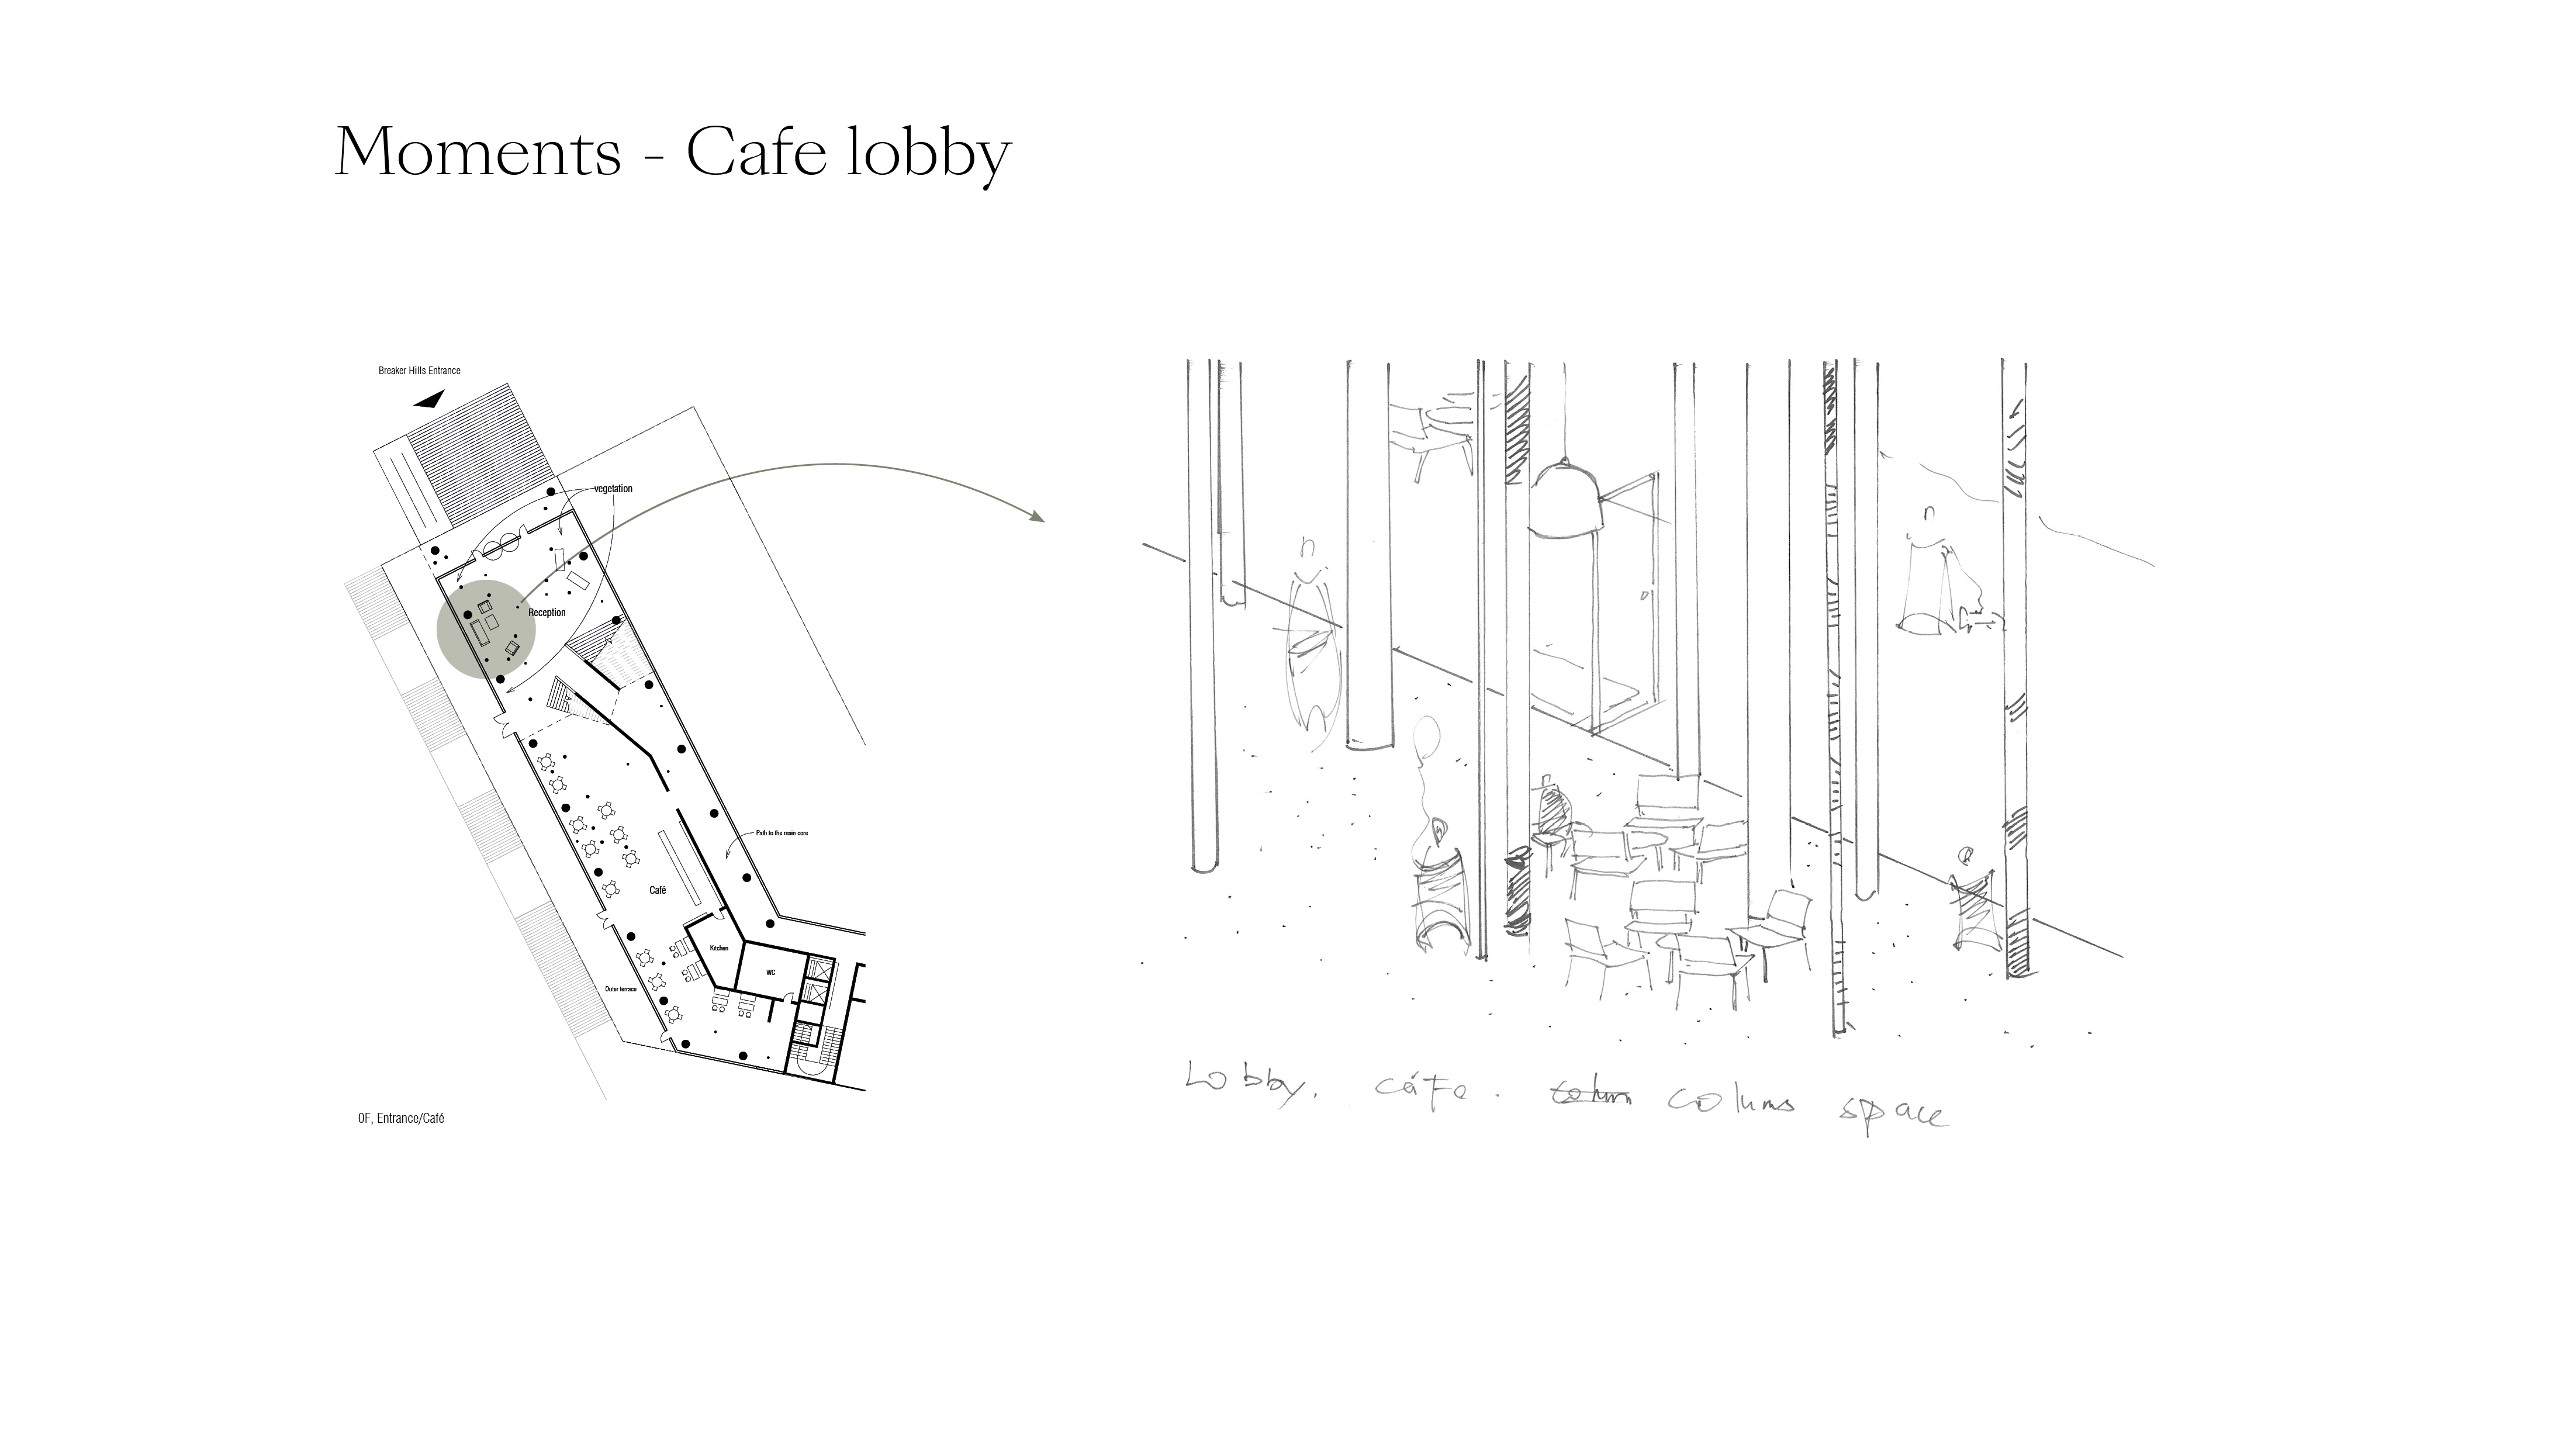 Moments - Cafe lobby
Breaker Hills Entrance
vegetation
Reception
Path to the main core
Café
Kitchen
WC
Outer terrace
0F, Entrance/Café
Lobby. cáFe. colums space